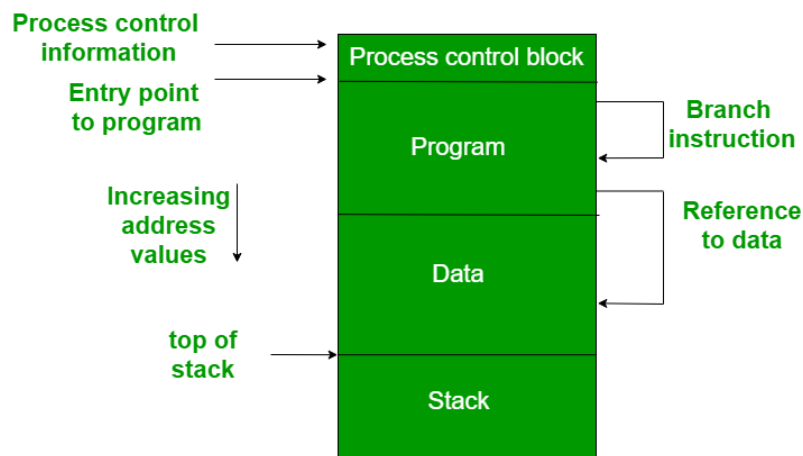 Process control
information
Process control block
Entry point
to program
Program
Branch
instruction
Increasing
address
values
Reference
to data
Data
top of
stack
Stack